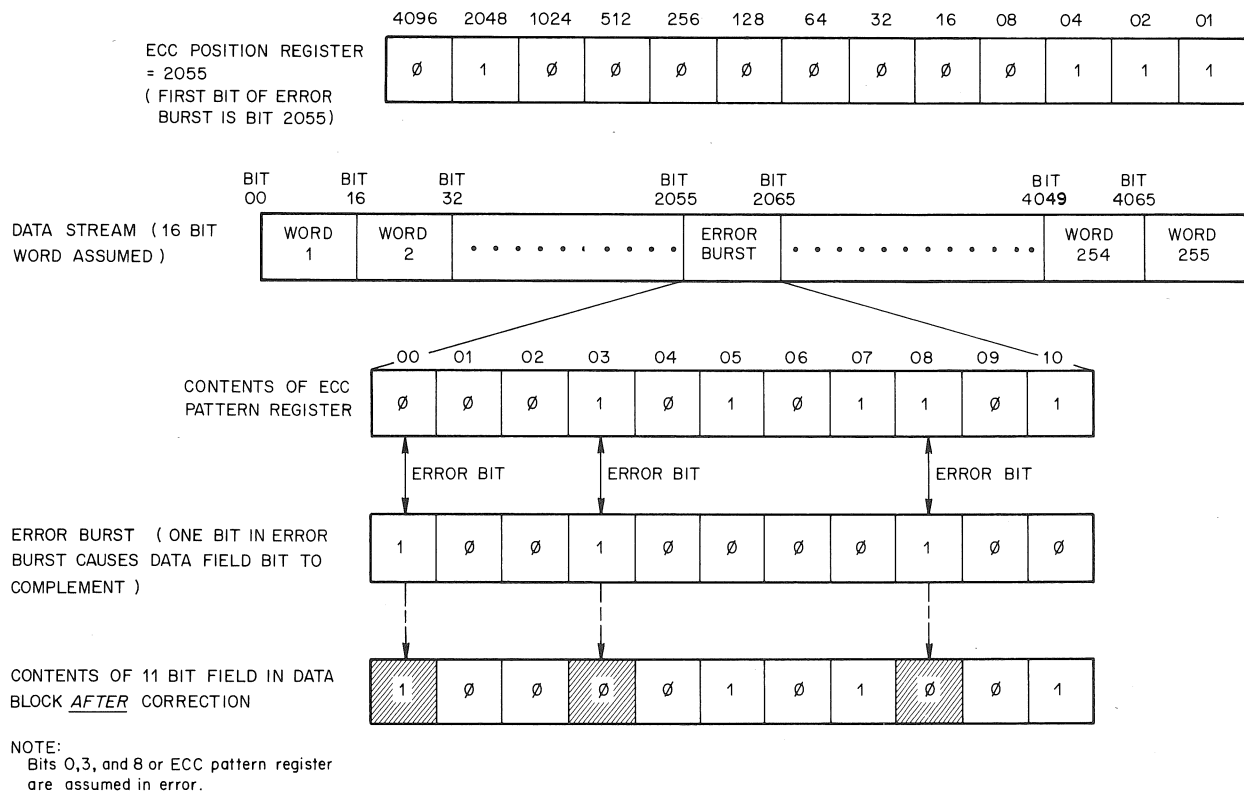 4096 2048 1024 512 256 128 64 32 16 08 04 02 01
ECC POSITION REGISTER
= 2055
( FIRST BIT OF ERROR
BURST IS BIT 2055)
Ø 1 Ø Ø Ø Ø Ø Ø Ø Ø 1 1 1
BIT BIT BIT BIT BIT BIT BIT
00 16 32 2055 2065 4049 4065
DATA STREAM (16 BIT
WORD ASSUMED)
WORD WORD ERROR WORD WORD
1 2 BURST 254 255
00 01 02 03 04 05 06 07 08 09 10
CONTENTS OF ECC
PATTERN REGISTER
Ø Ø Ø 1 Ø 1 Ø 1 1 Ø 1
ERROR BIT ERROR BIT ERROR BIT
ERROR BURST (ONE BIT IN ERROR
BURST CAUSES DATA FIELD BIT TO
COMPLEMENT )
1 Ø Ø 1 Ø Ø Ø Ø 1 Ø Ø
CONTENTS OF 11 BIT FIELD IN DATA
BLOCK AFTER CORRECTION
1 Ø Ø Ø Ø 1 Ø 1 Ø Ø 1
NOTE:
Bits 0,3, and 8 or ECC pattern register
are assumed in error.